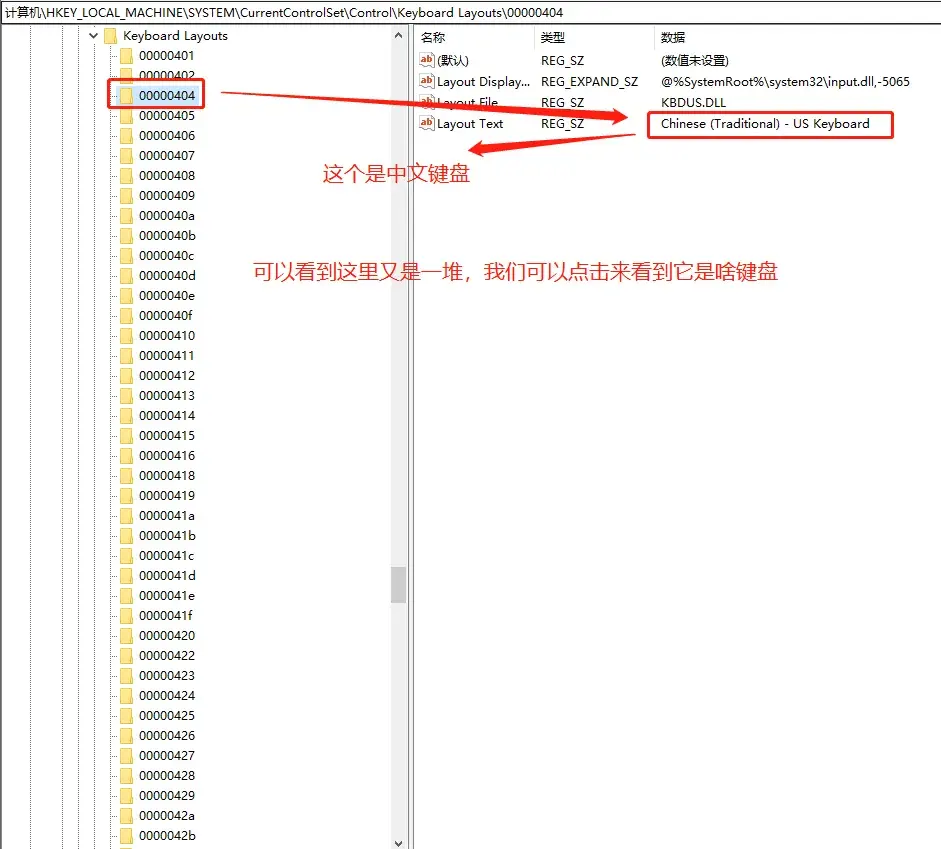 计算机\HKEY_LOCAL_MACHINE\SYSTEM\CurrentControlSet\Control\Keyboard Layouts\00000404
Keyboard Layouts
00000401
00000402
00000404
00000405
00000406
00000407
00000408
00000409
0000040a
0000040b
0000040c
0000040d
0000040e
0000040f
00000410
00000411
00000412
00000413
00000414
00000415
00000416
00000418
00000419
0000041a
0000041b
0000041c
0000041d
0000041e
0000041f
00000420
00000422
00000423
00000424
00000425
00000426
00000427
00000428
00000429
0000042a
0000042b
名称 类型 数据
ab (默认) REG_SZ (数值未设置)
ab Layout Display... REG_EXPAND_SZ @%SystemRoot%\system32\input.dll,-5065
ab Layout File REG_SZ KBDUS.DLL
ab Layout Text REG_SZ Chinese (Traditional) - US Keyboard
这个是中文键盘
可以看到这里又是一堆，我们可以点击来看到它是啥键盘